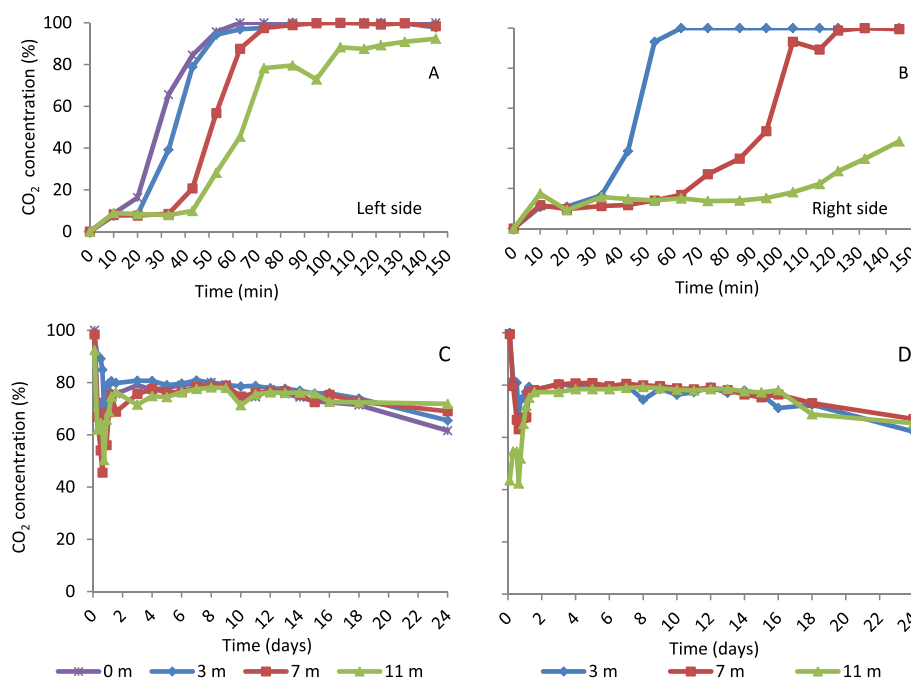 CO2 concentration (%)
100
80
60
40
20
0
A
Left side
0 10 20 30 40 50 60 70 80 90 100 110 120 130 140 150
Time (min)
B
Right side
0 10 20 30 40 50 60 70 80 90 100 110 120 130 140 150
Time (min)
CO2 concentration (%)
100
80
60
40
20
0
C
0 2 4 6 8 10 12 14 16 18 20 22 24
Time (days)
D
0 2 4 6 8 10 12 14 16 18 20 22 24
Time (days)
0 m 3 m 7 m 11 m
3 m 7 m 11 m